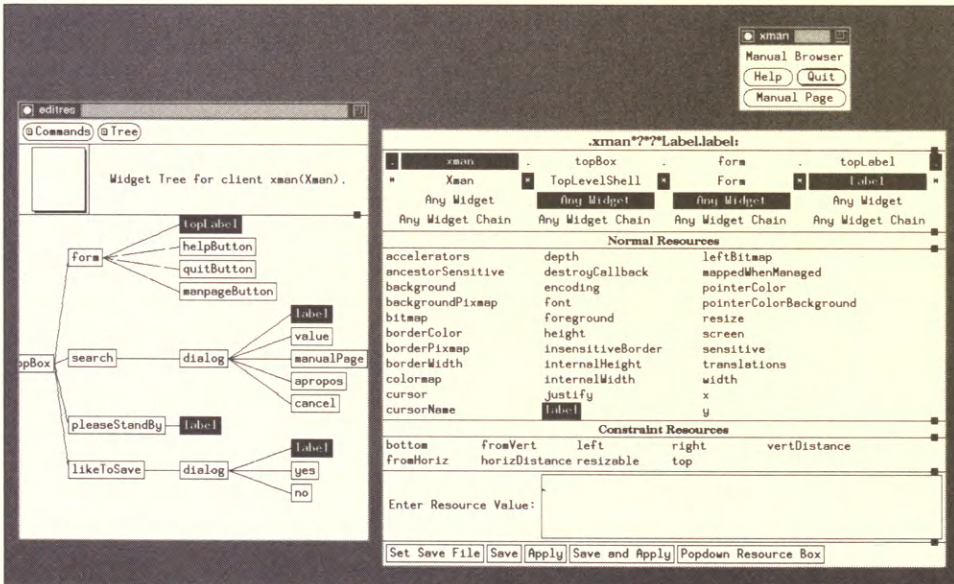 xman
Manual Browser
Help Quit
Manual Page
editres
Commands Tree
Widget Tree for client xman(Xman).
topLabel
form helpButton
quitButton
manpageButton
label
value
opBox search dialog manualPage
apropos
cancel
pleaseStandBy label
label
likeToSave dialog yes
no
.xman*?*?*Label.label:
. xman . topBox . form . topLabel .
* Xman * TopLevelShell * Form * Label *
Any Widget Any Widget Any Widget Any Widget
Any Widget Chain Any Widget Chain Any Widget Chain Any Widget Chain
Normal Resources
accelerators depth leftBitmap
ancestorSensitive destroyCallback mappedWhenManaged
background encoding pointerColor
backgroundPixmap font pointerColorBackground
bitmap foreground resize
borderColor height screen
borderPixmap insensitiveBorder sensitive
borderWidth internalHeight translations
colormap internalWidth width
cursor justify x
cursorName label y
Constraint Resources
bottom fromVert left right vertDistance
fromHoriz horizDistance resizable top
Enter Resource Value:
Set Save File Save Apply Save and Apply Popdown Resource Box